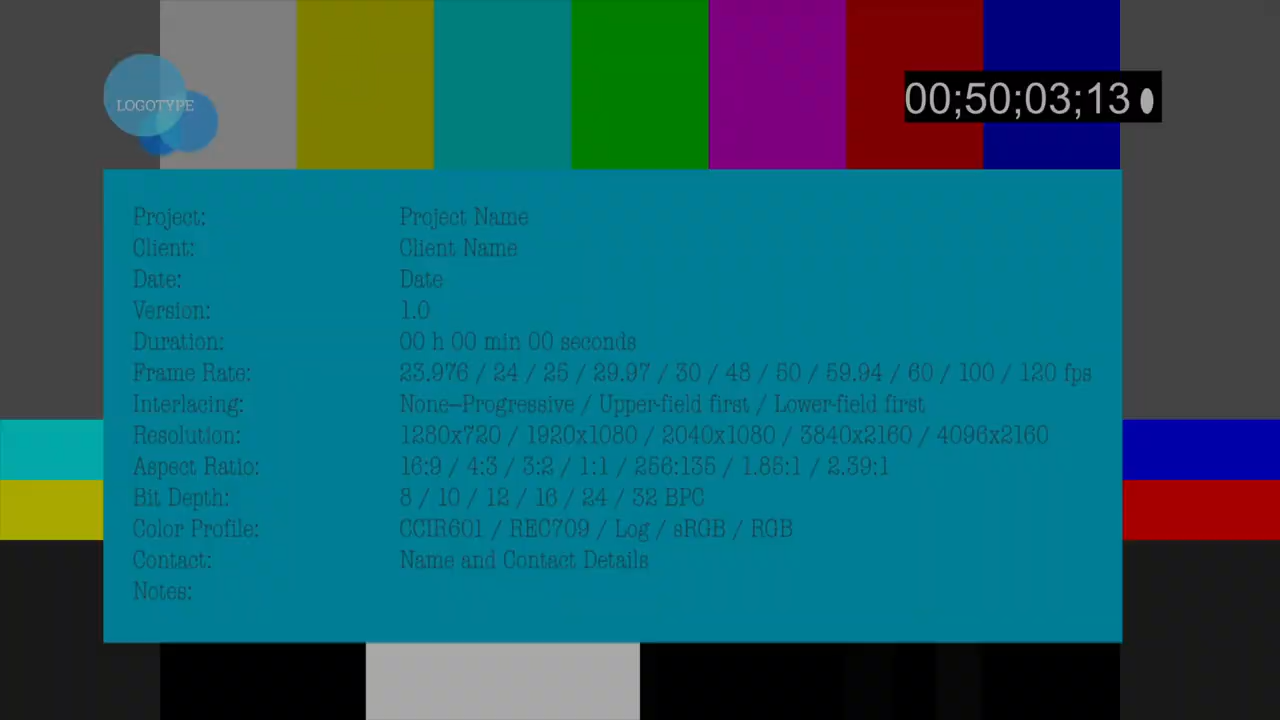 LOGOTYPE
00;50;03;13
Project: Project Name
Client: Client Name
Date: Date
Version: 1.0
Duration: 00 h 00 min 00 seconds
Frame Rate: 23.976 / 24 / 25 / 29.97 / 30 / 48 / 50 / 59.94 / 60 / 100 / 120 fps
Interlacing: None–Progressive / Upper-field first / Lower-field first
Resolution: 1280x720 / 1920x1080 / 2040x1080 / 3840x2160 / 4096x2160
Aspect Ratio: 16:9 / 4:3 / 3:2 / 1:1 / 256:135 / 1.85:1 / 2.39:1
Bit Depth: 8 / 10 / 12 / 16 / 24 / 32 BPC
Color Profile: CCIR601 / REC709 / Log / sRGB / RGB
Contact: Name and Contact Details
Notes: